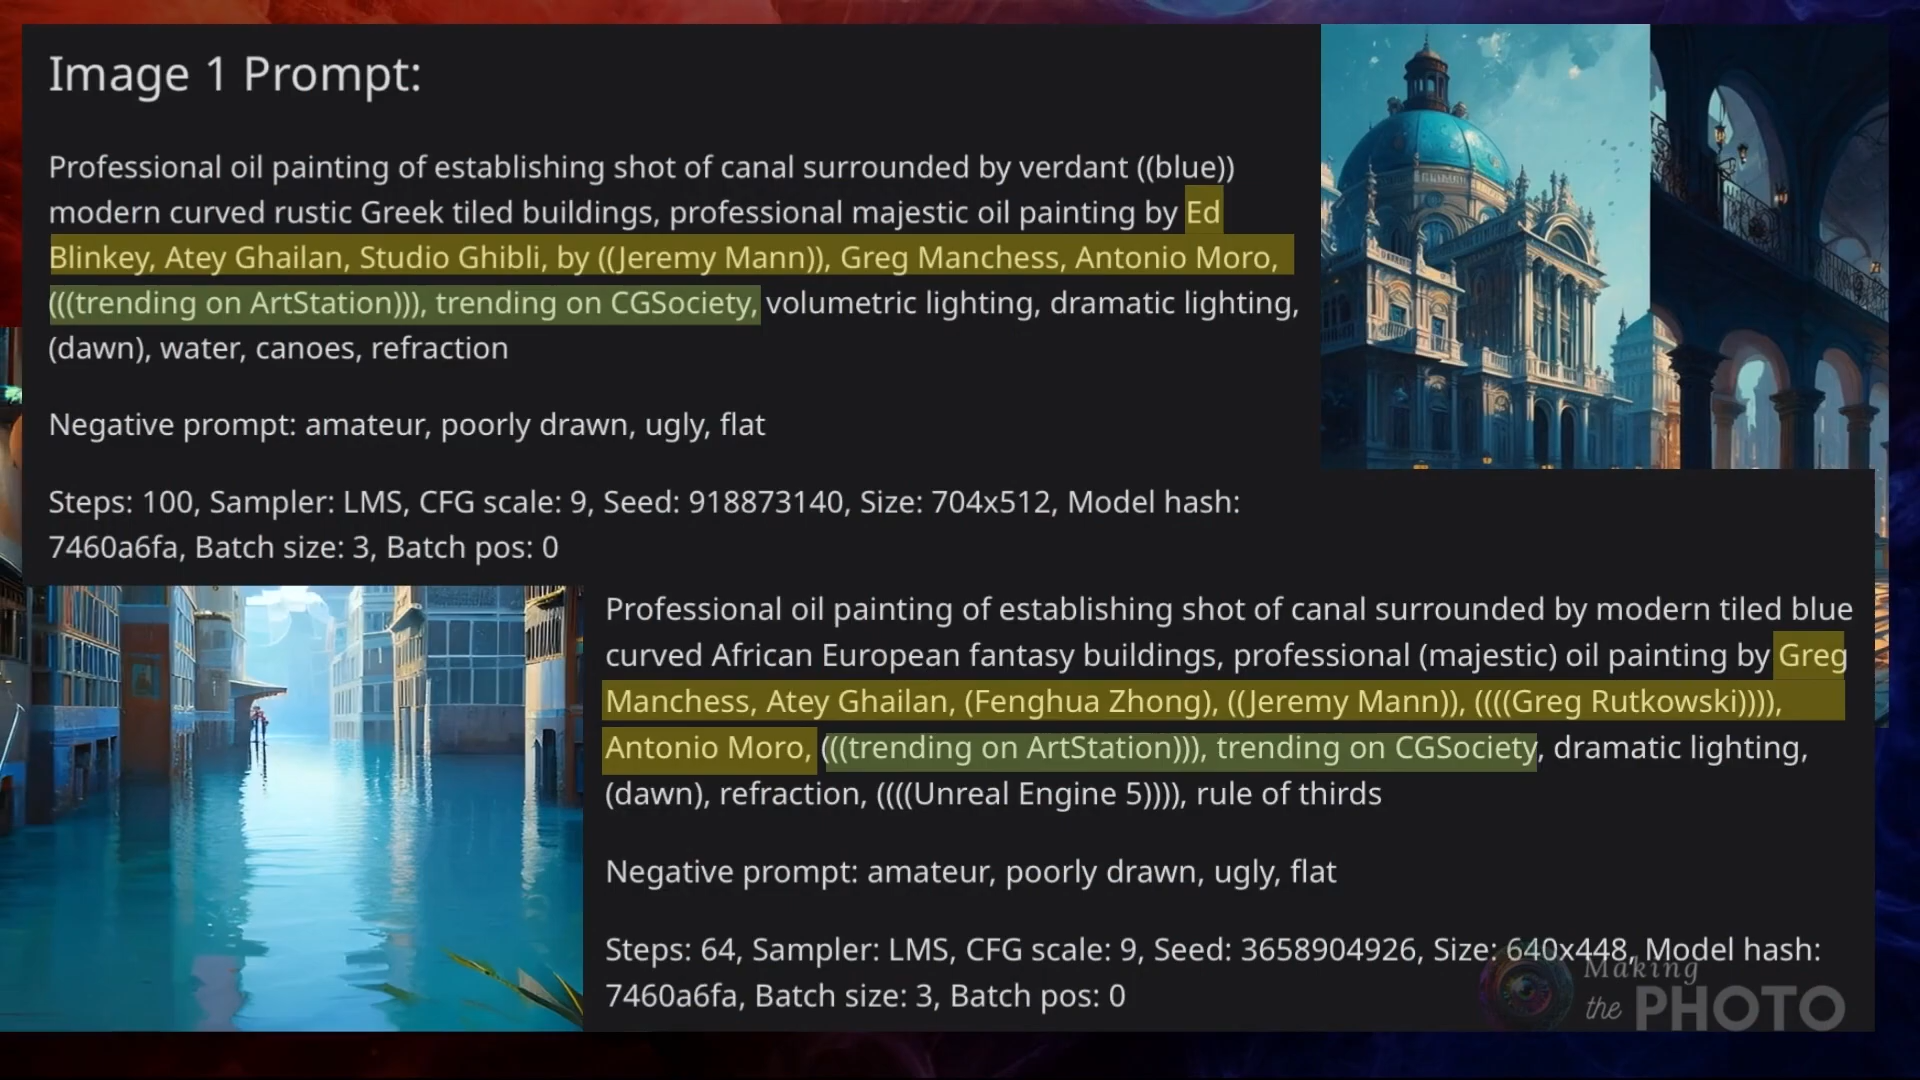 Image 1 Prompt:
Professional oil painting of establishing shot of canal surrounded by verdant ((blue))
modern curved rustic Greek tiled buildings, professional majestic oil painting by Ed
Blinkey, Atey Ghailan, Studio Ghibli, by ((Jeremy Mann)), Greg Manchess, Antonio Moro,
(((trending on ArtStation))), trending on CGSociety, volumetric lighting, dramatic lighting,
(dawn), water, canoes, refraction
Negative prompt: amateur, poorly drawn, ugly, flat
Steps: 100, Sampler: LMS, CFG scale: 9, Seed: 918873140, Size: 704x512, Model hash:
7460a6fa, Batch size: 3, Batch pos: 0
Professional oil painting of establishing shot of canal surrounded by modern tiled blue
curved African European fantasy buildings, professional (majestic) oil painting by Greg
Manchess, Atey Ghailan, (Fenghua Zhong), ((Jeremy Mann)), ((((Greg Rutkowski)))),
Antonio Moro, (((trending on ArtStation))), trending on CGSociety, dramatic lighting,
(dawn), refraction, ((((Unreal Engine 5)))), rule of thirds
Negative prompt: amateur, poorly drawn, ugly, flat
Steps: 64, Sampler: LMS, CFG scale: 9, Seed: 3658904926, Size: 640x448, Model hash:
7460a6fa, Batch size: 3, Batch pos: 0
Making
the PHOTO